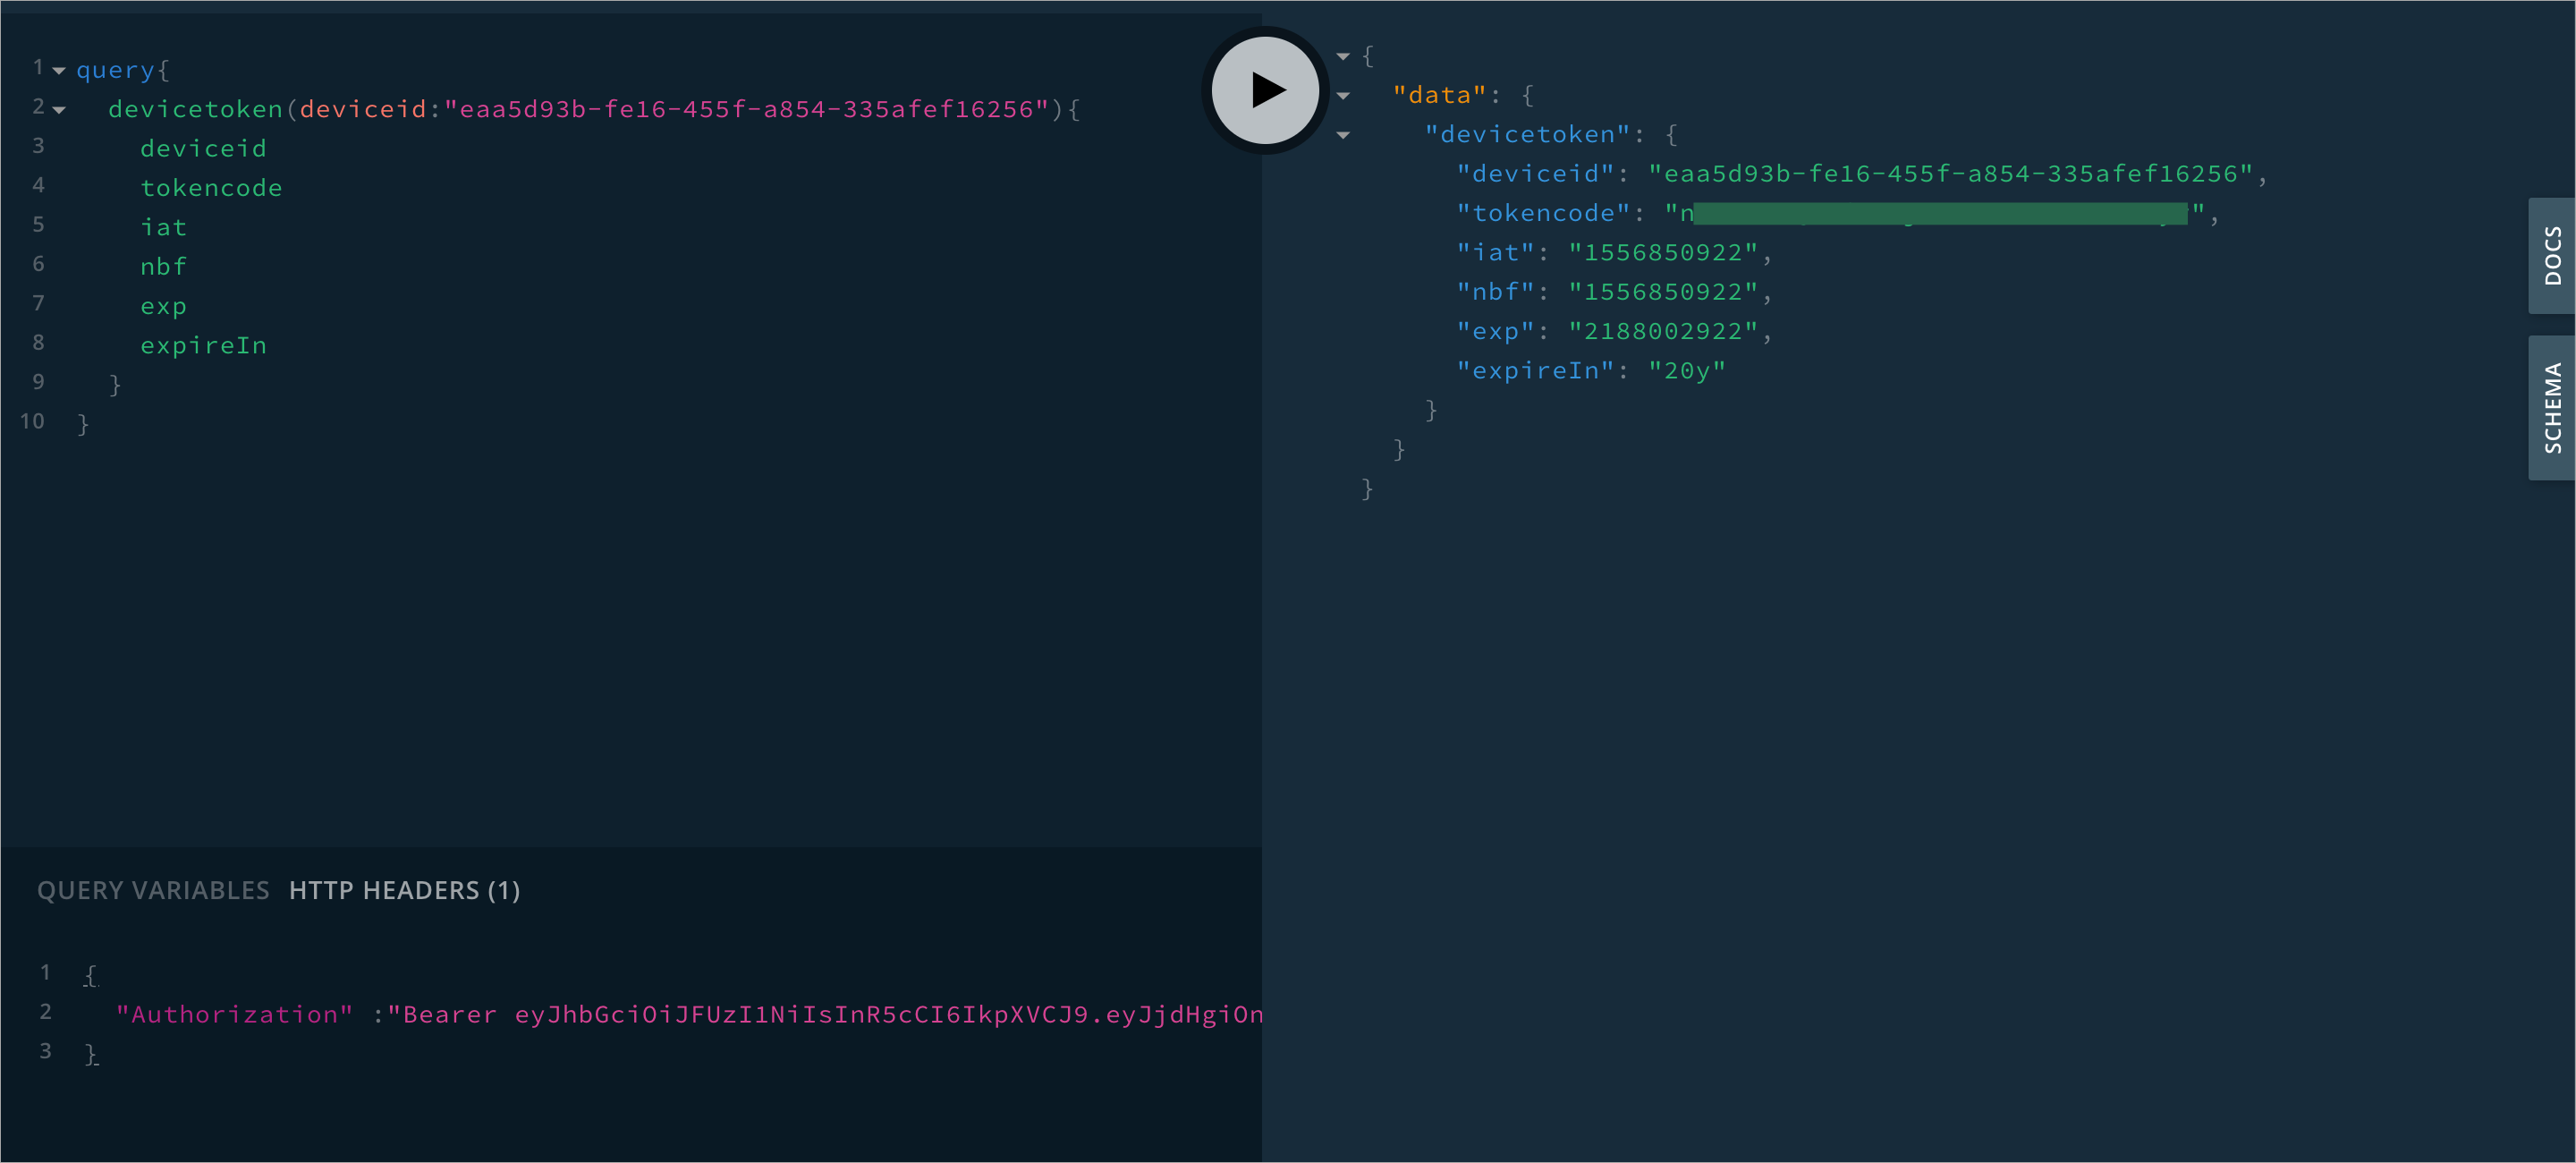 1 query{
2 devicetoken(deviceid:"eaa5d93b-fe16-455f-a854-335afef16256"){
3 deviceid
4 tokencode
5 iat
6 nbf
7 exp
8 expireIn
9 }
10 }
QUERY VARIABLES HTTP HEADERS (1)
1 {
2 "Authorization" :"Bearer eyJhbGciOiJFUzI1NiIsInR5cCI6IkpXVCJ9.eyJjdHgiOn
3 }
{
"data": {
"devicetoken": {
"deviceid": "eaa5d93b-fe16-455f-a854-335afef16256",
"tokencode": "n",
"iat": "1556850922",
"nbf": "1556850922",
"exp": "2188002922",
"expireIn": "20y"
}
}
}
DOCS
SCHEMA